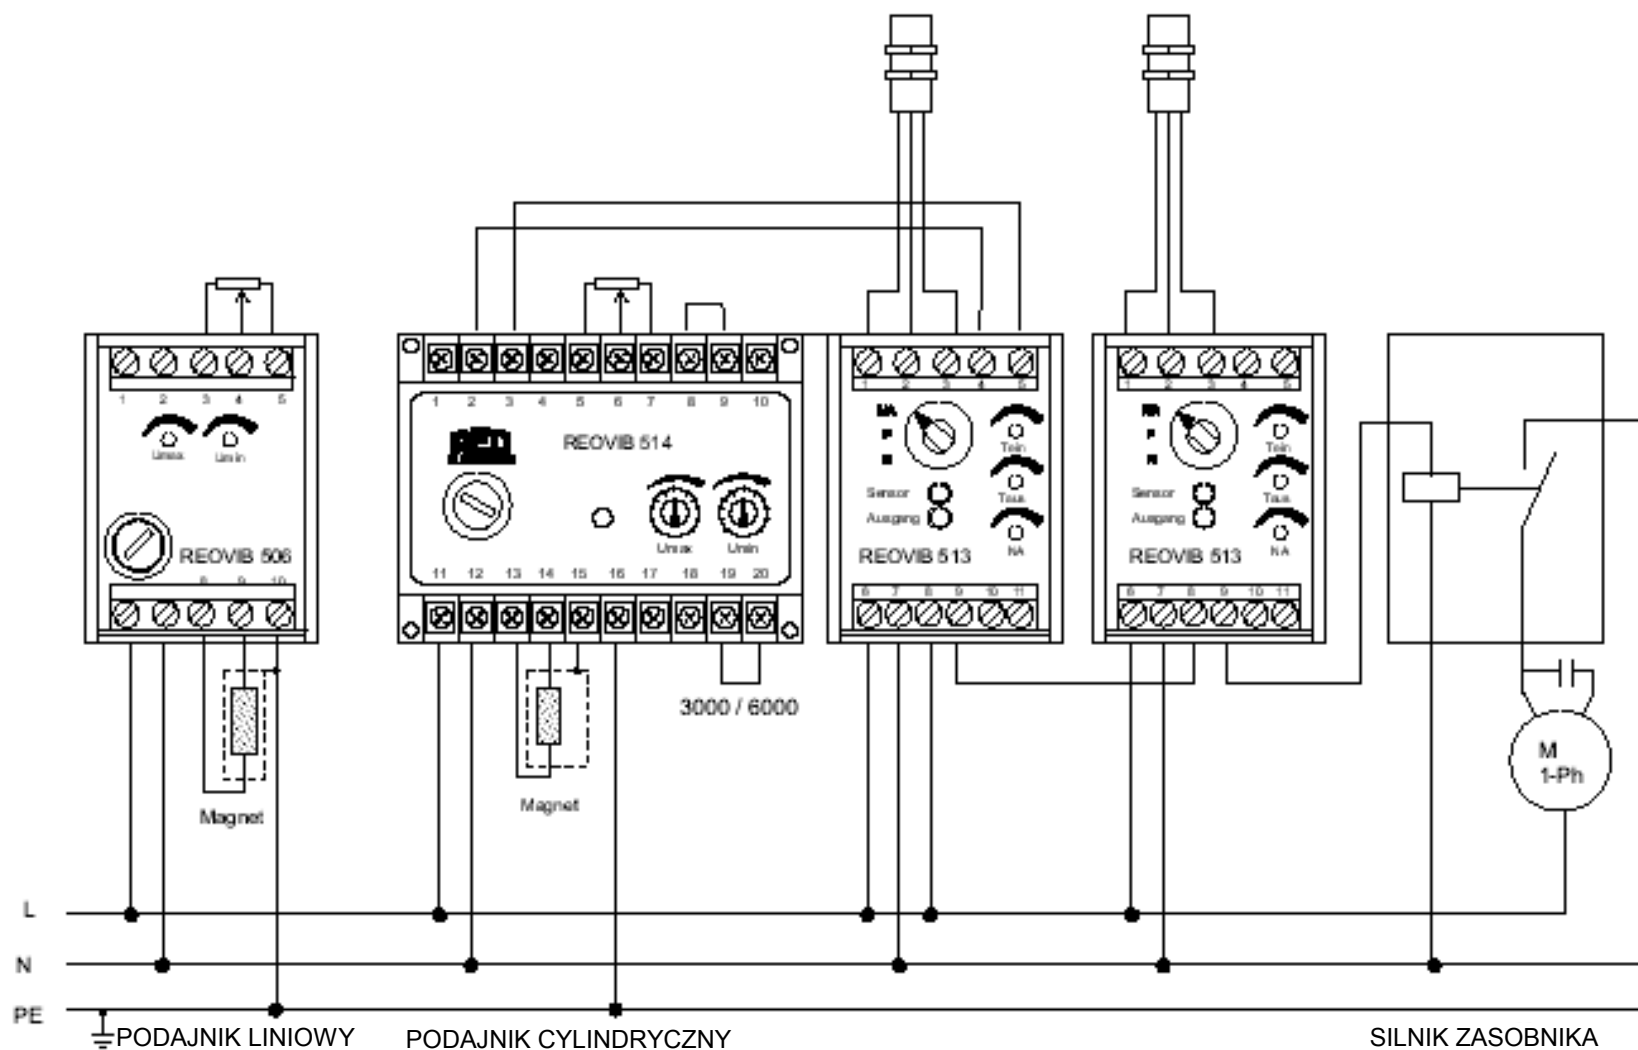 1 2 3 4 5
Umax Umin
REOVIB 506
8 9 10
Magnet
1 2 3 4 5 6 7 8 9 10
REOVIB 514
Umax Umin
11 12 13 14 15 16 17 18 19 20
3000 / 6000
Magnet
1 2 3 4 5
P
Tein
Sensor
Taus
Ausgang
NA
REOVIB 513
6 7 8 9 10 11
1 2 3 4 5
P
Tein
Sensor
Taus
Ausgang
NA
REOVIB 513
6 7 8 9 10 11
M
1-Ph
L
N
PE
PODAJNIK LINIOWY
PODAJNIK CYLINDRYCZNY
SILNIK ZASOBNIKA